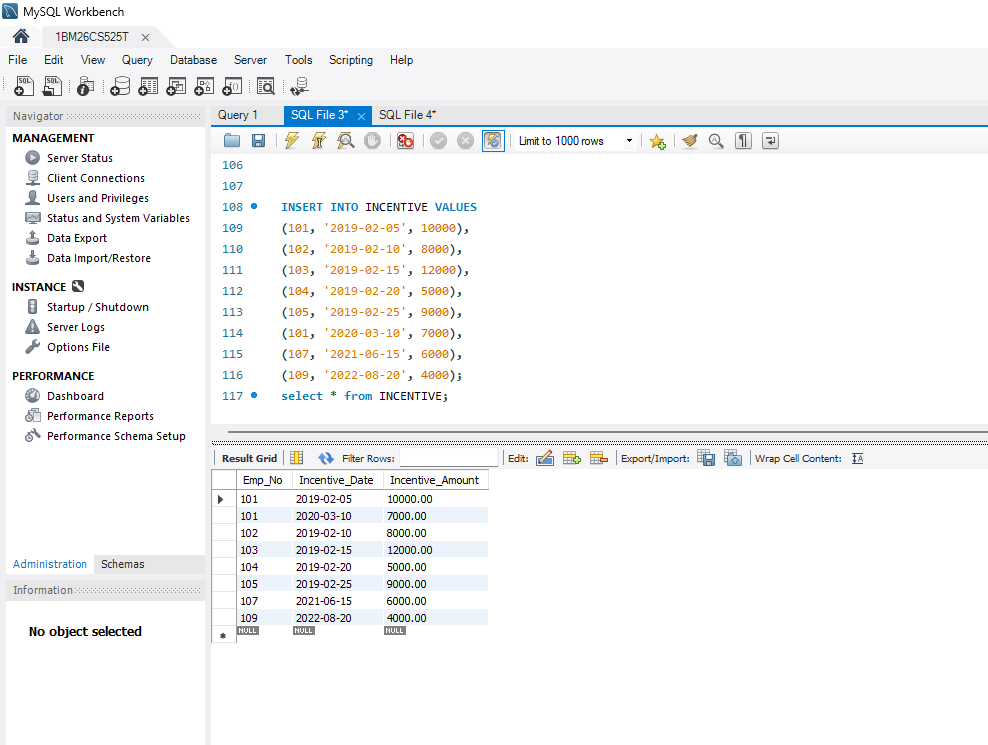 MySQL Workbench
1BM26CS525T
File Edit View Query Database Server Tools Scripting Help
Navigator
MANAGEMENT
Server Status
Client Connections
Users and Privileges
Status and System Variables
Data Export
Data Import/Restore
INSTANCE
Startup / Shutdown
Server Logs
Options File
PERFORMANCE
Dashboard
Performance Reports
Performance Schema Setup
Administration Schemas
Information
No object selected
Query 1 SQL File 3* SQL File 4*
Limit to 1000 rows
106
107
108 INSERT INTO INCENTIVE VALUES
109 (101, '2019-02-05', 10000),
110 (102, '2019-02-10', 8000),
111 (103, '2019-02-15', 12000),
112 (104, '2019-02-20', 5000),
113 (105, '2019-02-25', 9000),
114 (101, '2020-03-10', 7000),
115 (107, '2021-06-15', 6000),
116 (109, '2022-08-20', 4000);
117 select * from INCENTIVE;
Result Grid Filter Rows: Edit: Export/Import: Wrap Cell Content:
Emp_No Incentive_Date Incentive_Amount
101 2019-02-05 10000.00
101 2020-03-10 7000.00
102 2019-02-10 8000.00
103 2019-02-15 12000.00
104 2019-02-20 5000.00
105 2019-02-25 9000.00
107 2021-06-15 6000.00
109 2022-08-20 4000.00
NULL NULL NULL